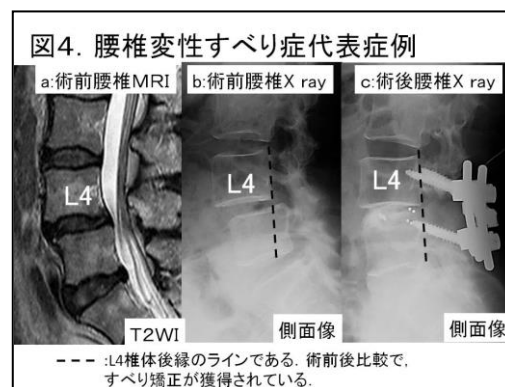 図４．腰椎変性すべり症代表症例
a:術前腰椎MRI
b:術前腰椎X ray
c:術後腰椎X ray
L4
L4
L4
T2WI
側面像
側面像
---- :L4椎体後縁のラインである．術前後比較で，
すべり矯正が獲得されている．